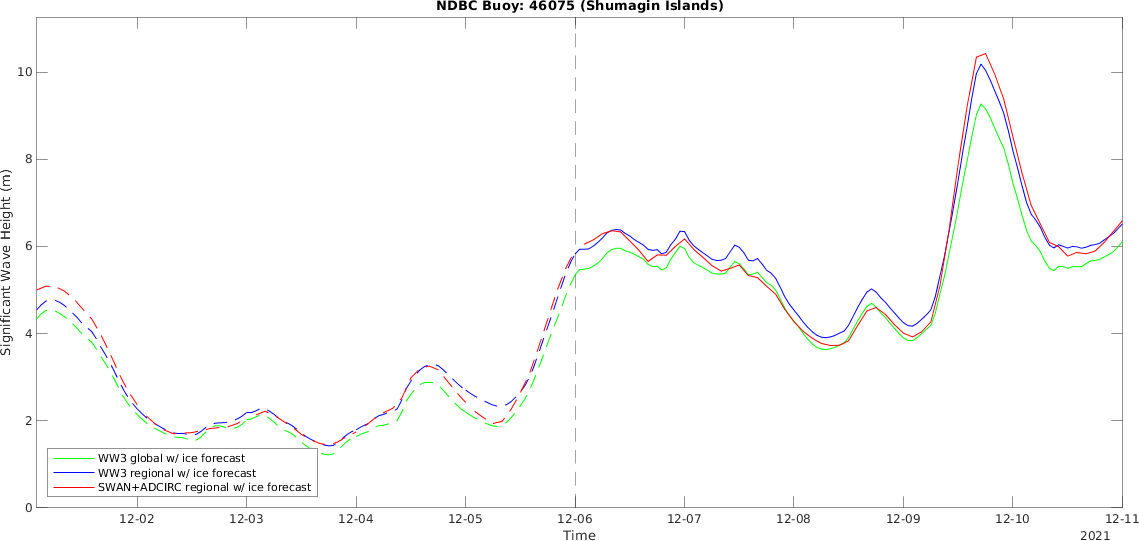 NDBC Buoy: 46075 (Shumagin Islands)
Significant Wave Height (m)
10
8
6
4
2
0
WW3 global w/ ice forecast
WW3 regional w/ ice forecast
SWAN+ADCIRC regional w/ ice forecast
12-02 12-03 12-04 12-05 12-06 12-07 12-08 12-09 12-10 12-11
Time
2021